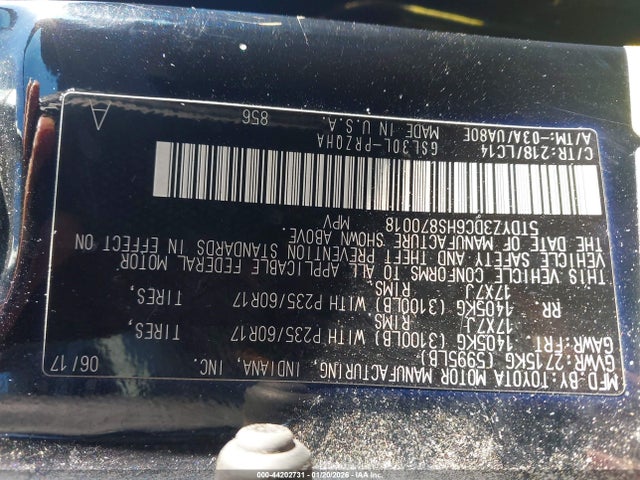 MFD. BY: TOYOTA MOTOR MANUFACTURING, INDIANA, INC. 06/17
GVWR: 2715KG (5995LB)
GAWR:FRT. 1405KG (3100LB) WITH P235/60R17 TIRES,
17X7J RIMS,
RR. 1405KG (3100LB) WITH P235/60R17 TIRES,
17X7J RIMS.
THIS VEHICLE CONFORMS TO ALL APPLICABLE FEDERAL MOTOR
VEHICLE SAFETY AND THEFT PREVENTION STANDARDS IN EFFECT ON
THE DATE OF MANUFACTURE SHOWN ABOVE.
5TDYZ3DC6HS870018 MPV
C/TR:218/LC14 GSL30L-PRZQHA
A/TM:-03A/UA80E MADE IN U.S.A. 856
000-44202731 - 01/20/2026 - IAAI.COM